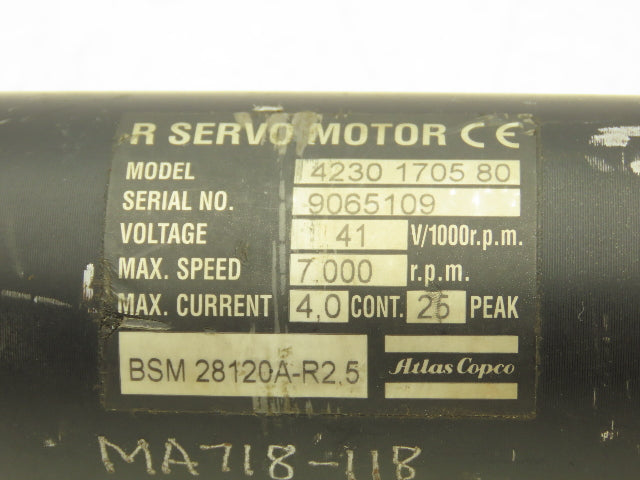 R SERVO MOTOR CE
MODEL 4230 1705 80
SERIAL NO. 9065109
VOLTAGE 41 V/1000r.p.m.
MAX. SPEED 7.000 r.p.m.
MAX. CURRENT 4,0 CONT. 25 PEAK
BSM 28120A-R2,5 Atlas Copco
MA718-118